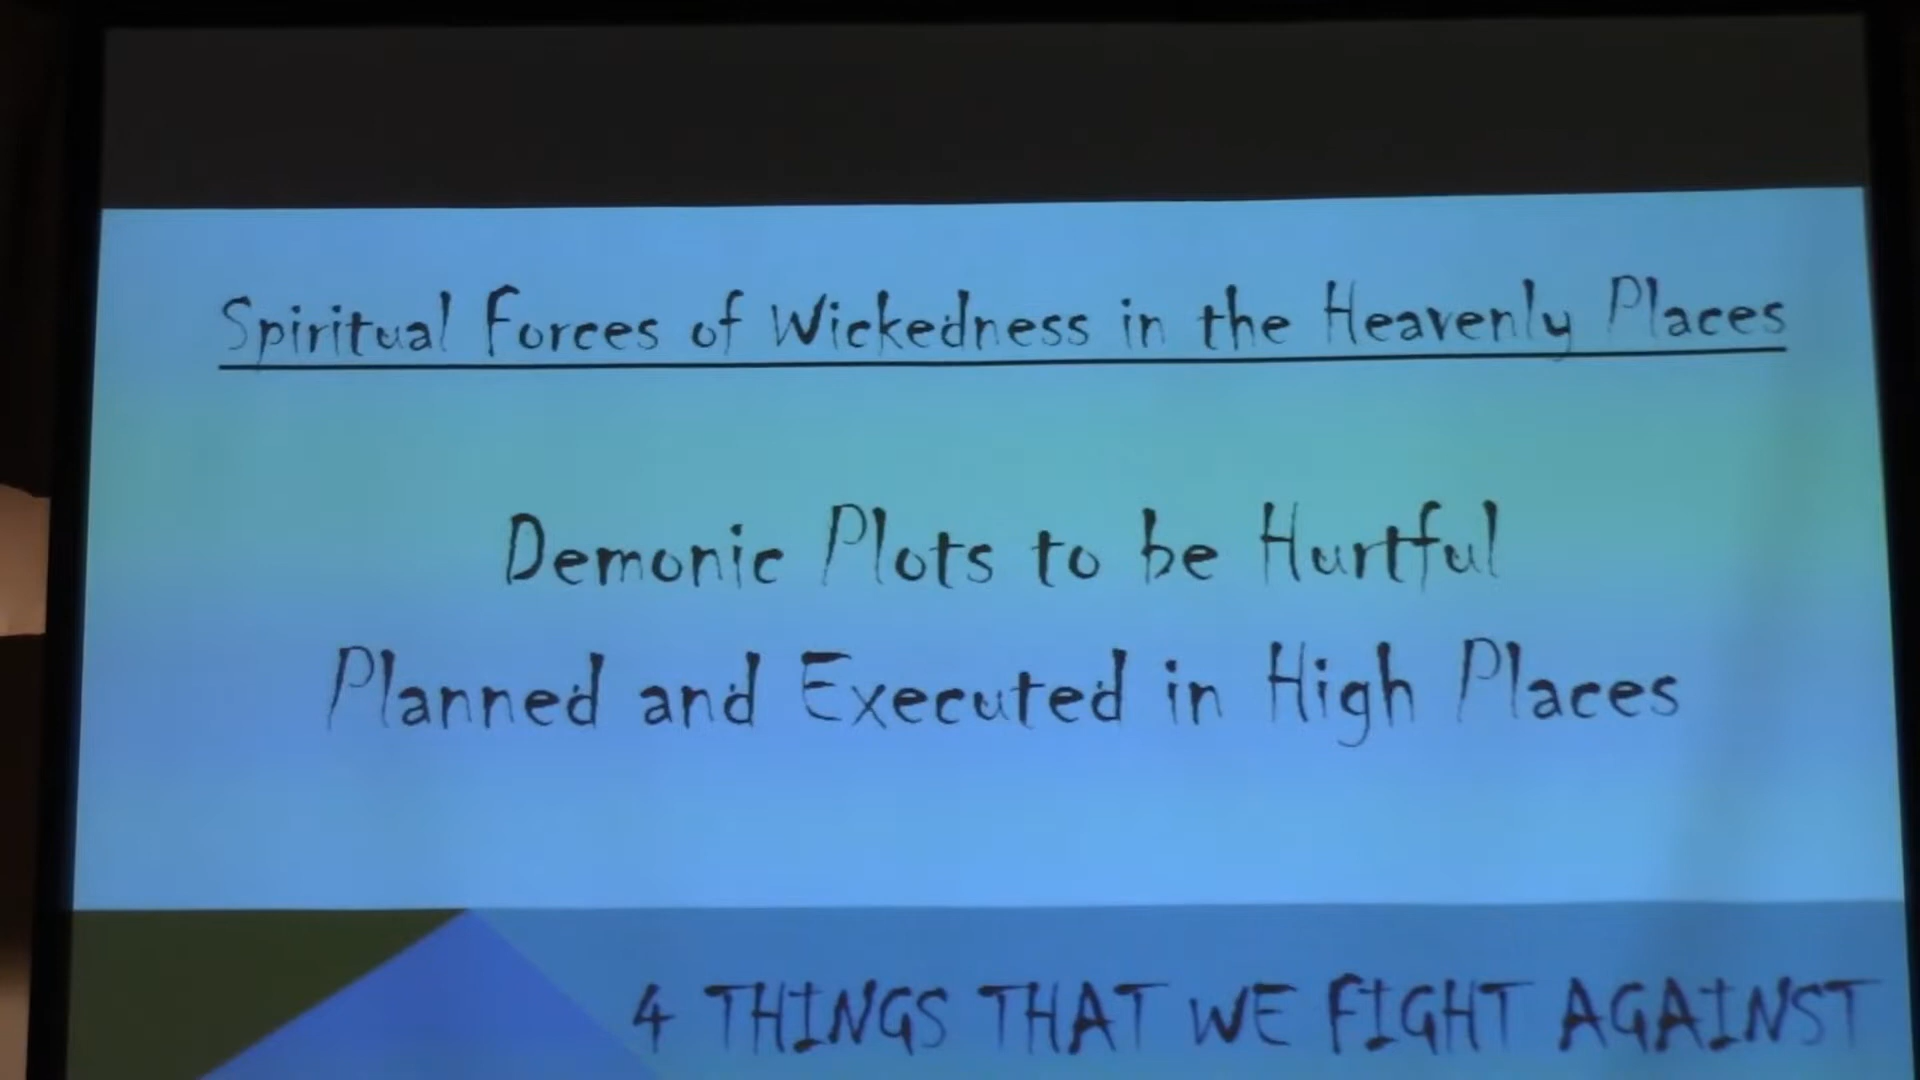 Spiritual Forces of Wickedness in the Heavenly Places
Demonic Plots to be Hurtful
Planned and Executed in High Places
4 THINGS THAT WE FIGHT AGAINST